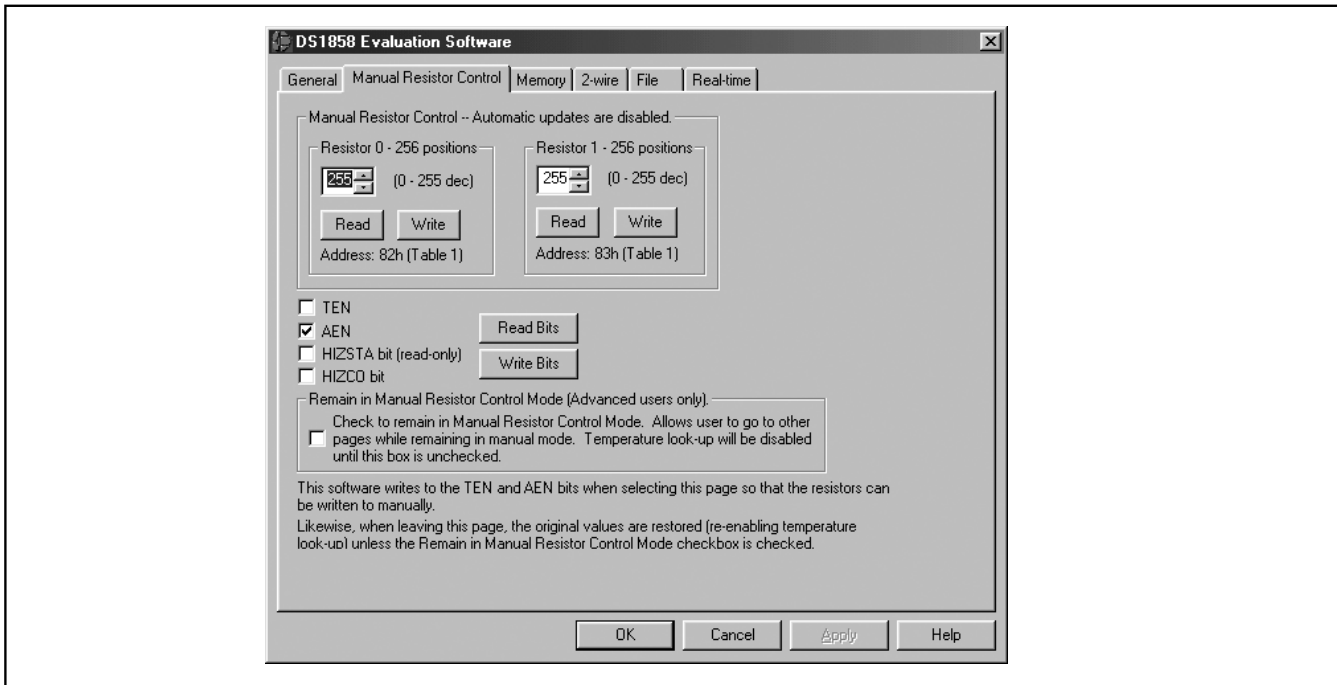 DS1858 Evaluation Software
General Manual Resistor Control Memory 2-wire File Real-time
Manual Resistor Control -- Automatic updates are disabled.
Resistor 0 - 256 positions
255 (0 - 255 dec)
Read Write
Address: 82h (Table 1)
Resistor 1 - 256 positions
255 (0 - 255 dec)
Read Write
Address: 83h (Table 1)
TEN
AEN
HIZSTA bit (read-only)
HIZCO bit
Read Bits
Write Bits
Remain in Manual Resistor Control Mode (Advanced users only).
Check to remain in Manual Resistor Control Mode. Allows user to go to other
pages while remaining in manual mode. Temperature look-up will be disabled
until this box is unchecked.
This software writes to the TEN and AEN bits when selecting this page so that the resistors can
be written to manually.
Likewise, when leaving this page, the original values are restored (re-enabling temperature
look-up) unless the Remain in Manual Resistor Control Mode checkbox is checked.
OK Cancel Apply Help